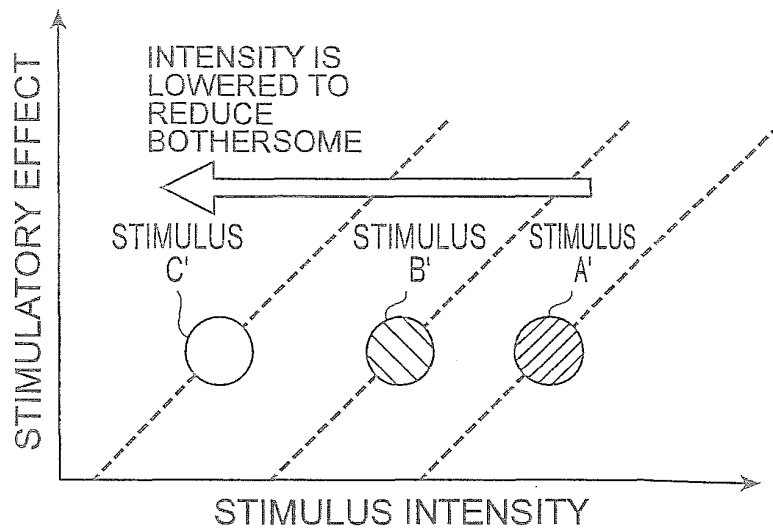 INTENSITY IS
LOWERED TO
REDUCE
BOTHERSOME
STIMULUS
C'
STIMULUS
B'
STIMULUS
A'
STIMULATORY EFFECT
STIMULUS INTENSITY